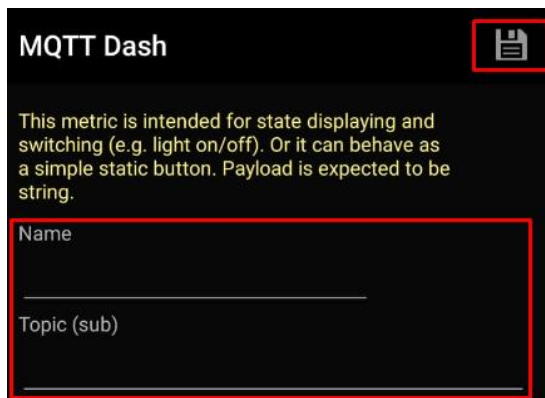 MQTT Dash
This metric is intended for state displaying and
switching (e.g. light on/off). Or it can behave as
a simple static button. Payload is expected to be
string.
Name
Topic (sub)